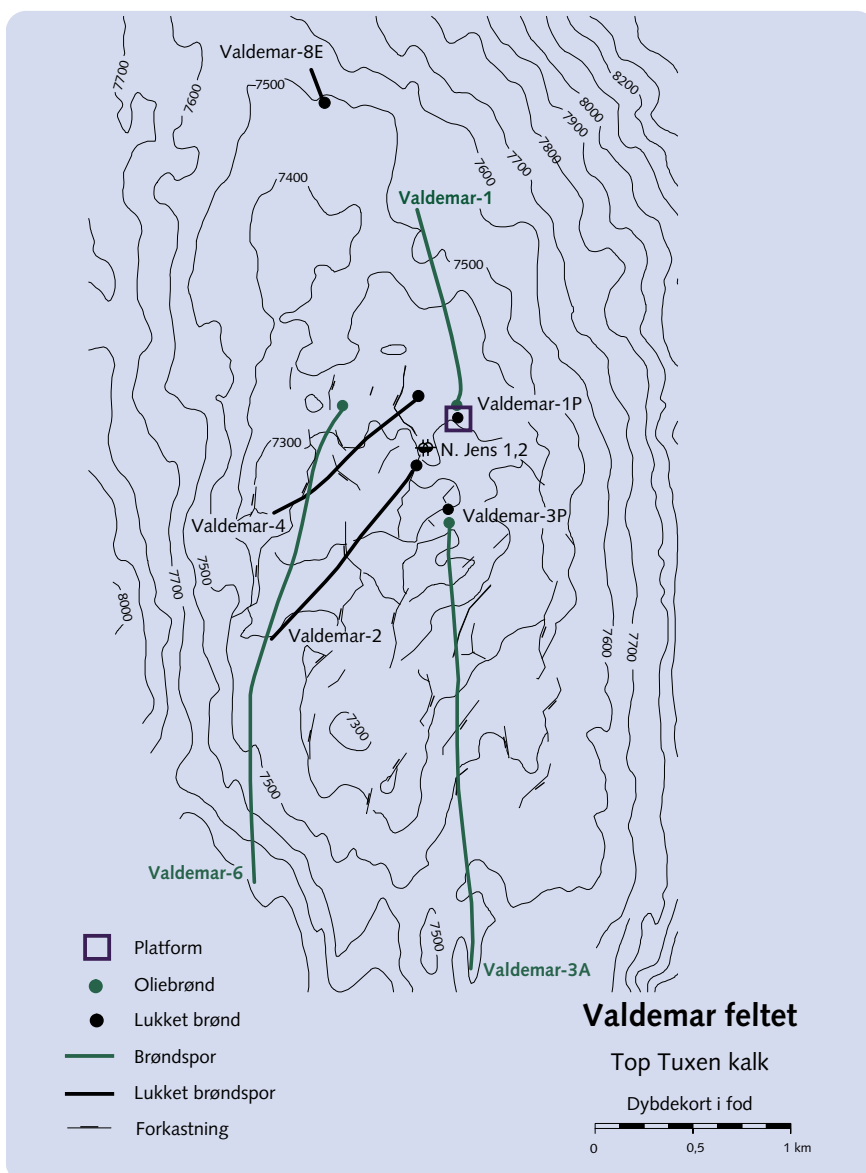 Valdemar-8E
7700
7600
7500
8200
8000
7900
7800
7700
7600
7400
Valdemar-1
7500
Valdemar-1P
7300
N. Jens 1,2
Valdemar-4
Valdemar-3P
7500
7700
8000
Valdemar-2
7600
7700
7300
7500
Valdemar-6
7500
Valdemar-3A
Platform
Oliebrønd
Lukket brønd
Brøndspor
Lukket brøndspor
Forkastning
Valdemar feltet
Top Tuxen kalk
Dybdekort i fod
0 0,5 1 km